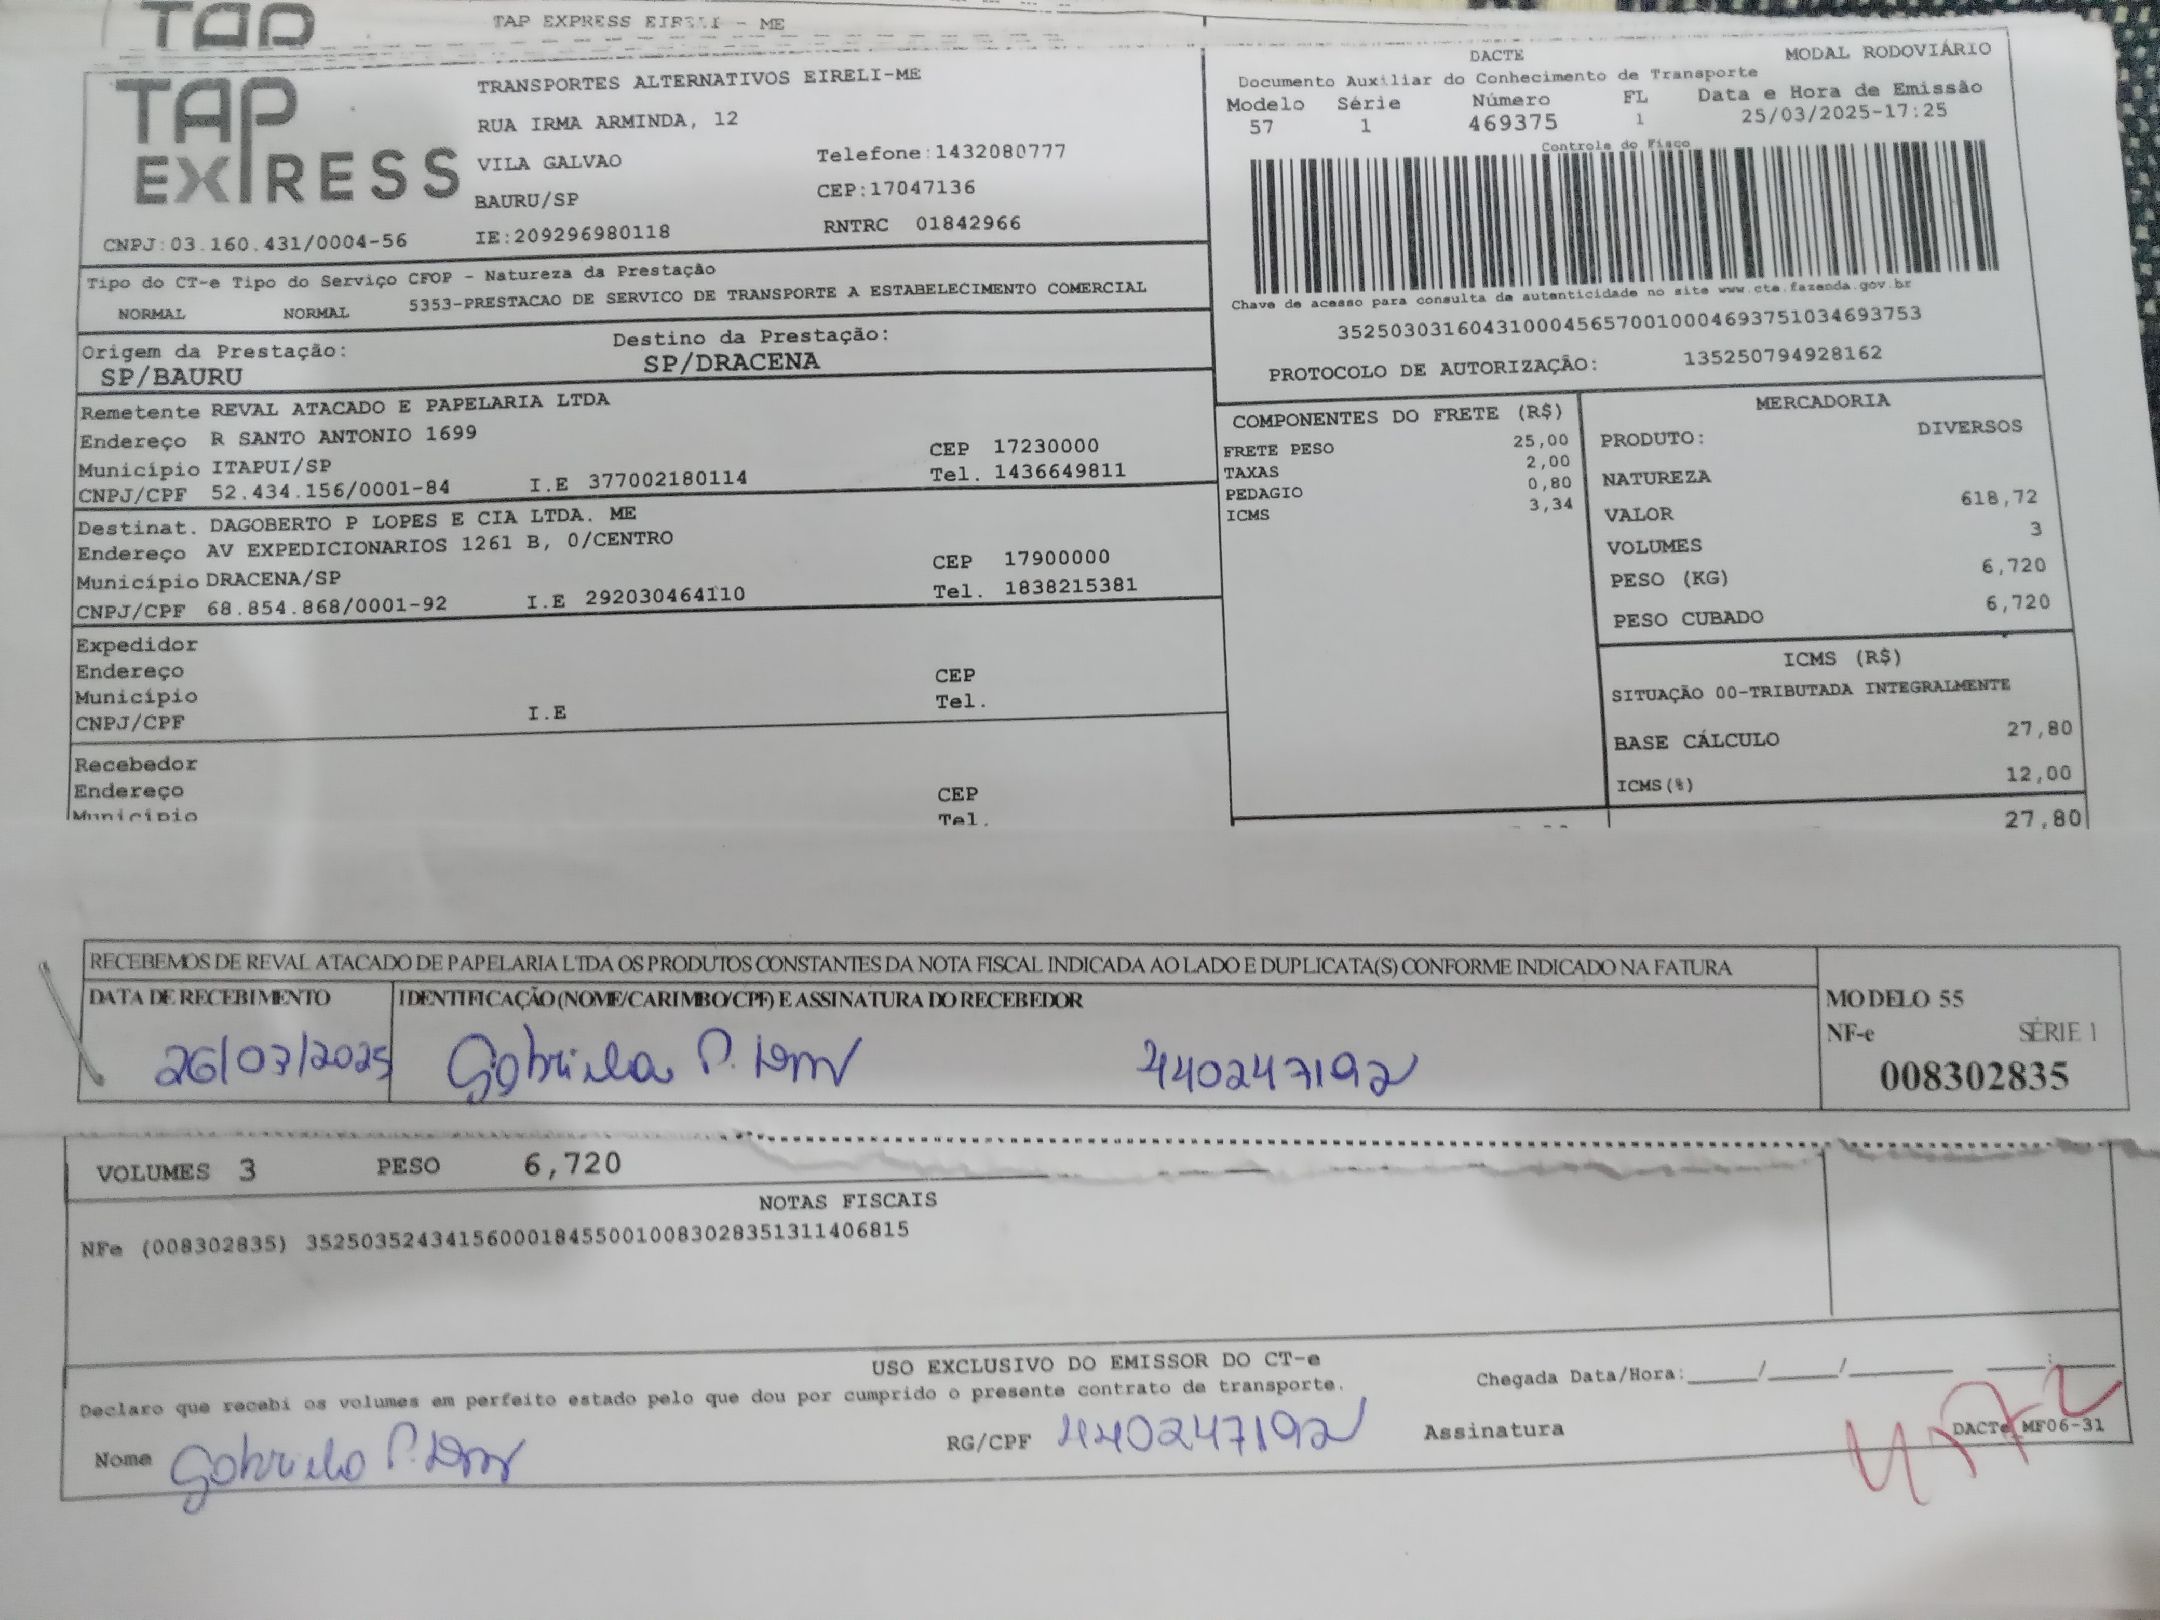 TAP
TAP EXPRESS EIRELI - ME
TAP EXPRESS
TRANSPORTES ALTERNATIVOS EIRELI-ME
RUA IRMA ARMINDA, 12
VILA GALVAO Telefone:1432080777
BAURU/SP CEP:17047136
CNPJ:03.160.431/0004-56 IE:209296980118 RNTRC 01842966
DACTE MODAL RODOVIÁRIO
Documento Auxiliar do Conhecimento de Transporte
Modelo Série Número FL Data e Hora de Emissão
57 1 469375 1 25/03/2025-17:25
Controle do Fisco
Chave de acesso para consulta de autenticidade no site www.cte.fazenda.gov.br
35250303160431000456570010004693751034693753
PROTOCOLO DE AUTORIZAÇÃO: 135250794928162
Tipo do CT-e Tipo do Serviço CFOP - Natureza da Prestação
NORMAL NORMAL 5353-PRESTACAO DE SERVICO DE TRANSPORTE A ESTABELECIMENTO COMERCIAL
Origem da Prestação: Destino da Prestação:
SP/BAURU SP/DRACENA
Remetente REVAL ATACADO E PAPELARIA LTDA
Endereço R SANTO ANTONIO 1699 CEP 17230000
Município ITAPUI/SP Tel. 1436649811
CNPJ/CPF 52.434.156/0001-84 I.E 377002180114
Destinat. DAGOBERTO P LOPES E CIA LTDA. ME
Endereço AV EXPEDICIONARIOS 1261 B, 0/CENTRO CEP 17900000
Município DRACENA/SP Tel. 1838215381
CNPJ/CPF 68.854.868/0001-92 I.E 292030464110
Expedidor
Endereço CEP
Município Tel.
CNPJ/CPF I.E
Recebedor
Endereço CEP
Município Tel.
COMPONENTES DO FRETE (R$)
FRETE PESO 25,00
TAXAS 2,00
PEDAGIO 0,80
ICMS 3,34
MERCADORIA
PRODUTO: DIVERSOS
NATUREZA
VALOR 618,72
VOLUMES 3
PESO (KG) 6,720
PESO CUBADO 6,720
ICMS (R$)
SITUAÇÃO 00-TRIBUTADA INTEGRALMENTE
BASE CÁLCULO 27,80
ICMS(%) 12,00
27,80
RECEBEMOS DE REVAL ATACADO DE PAPELARIA LTDA OS PRODUTOS CONSTANTES DA NOTA FISCAL INDICADA AO LADO E DUPLICATA(S) CONFORME INDICADO NA FATURA
DATA DE RECEBIMENTO IDENTIFICAÇÃO (NOME/CARIMBO/CPF) E ASSINATURA DO RECEBEDOR
26/03/2025 Gabriela P. 440247192
MODELO 55
NF-e SÉRIE 1
008302835
VOLUMES 3 PESO 6,720
NOTAS FISCAIS
NFe (008302835) 35250352434156000184550010083028351311406815
USO EXCLUSIVO DO EMISSOR DO CT-e
Declaro que recebi os volumes em perfeito estado pelo que dou por cumprido o presente contrato de transporte.
Chegada Data/Hora:____/____/______ ___:___
Nome Gabriela P. RG/CPF 440247192 Assinatura
DACTe MF06-31